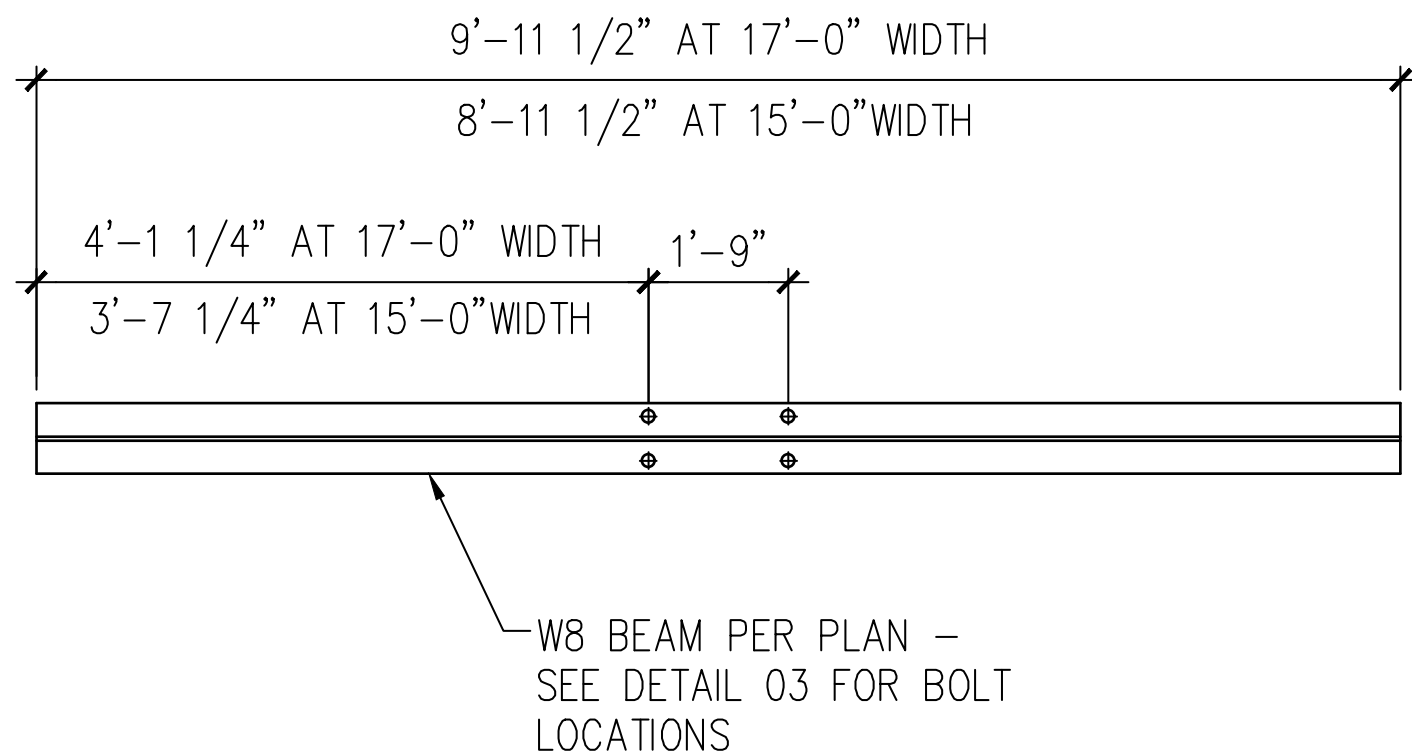 9’-11 1/2” AT 17’-0” WIDTH
8’-11 1/2” AT 15’-0”WIDTH
4’-1 1/4” AT 17’-0” WIDTH
1’-9”
3’-7 1/4” AT 15’-0”WIDTH
W8 BEAM PER PLAN –
SEE DETAIL 03 FOR BOLT
LOCATIONS